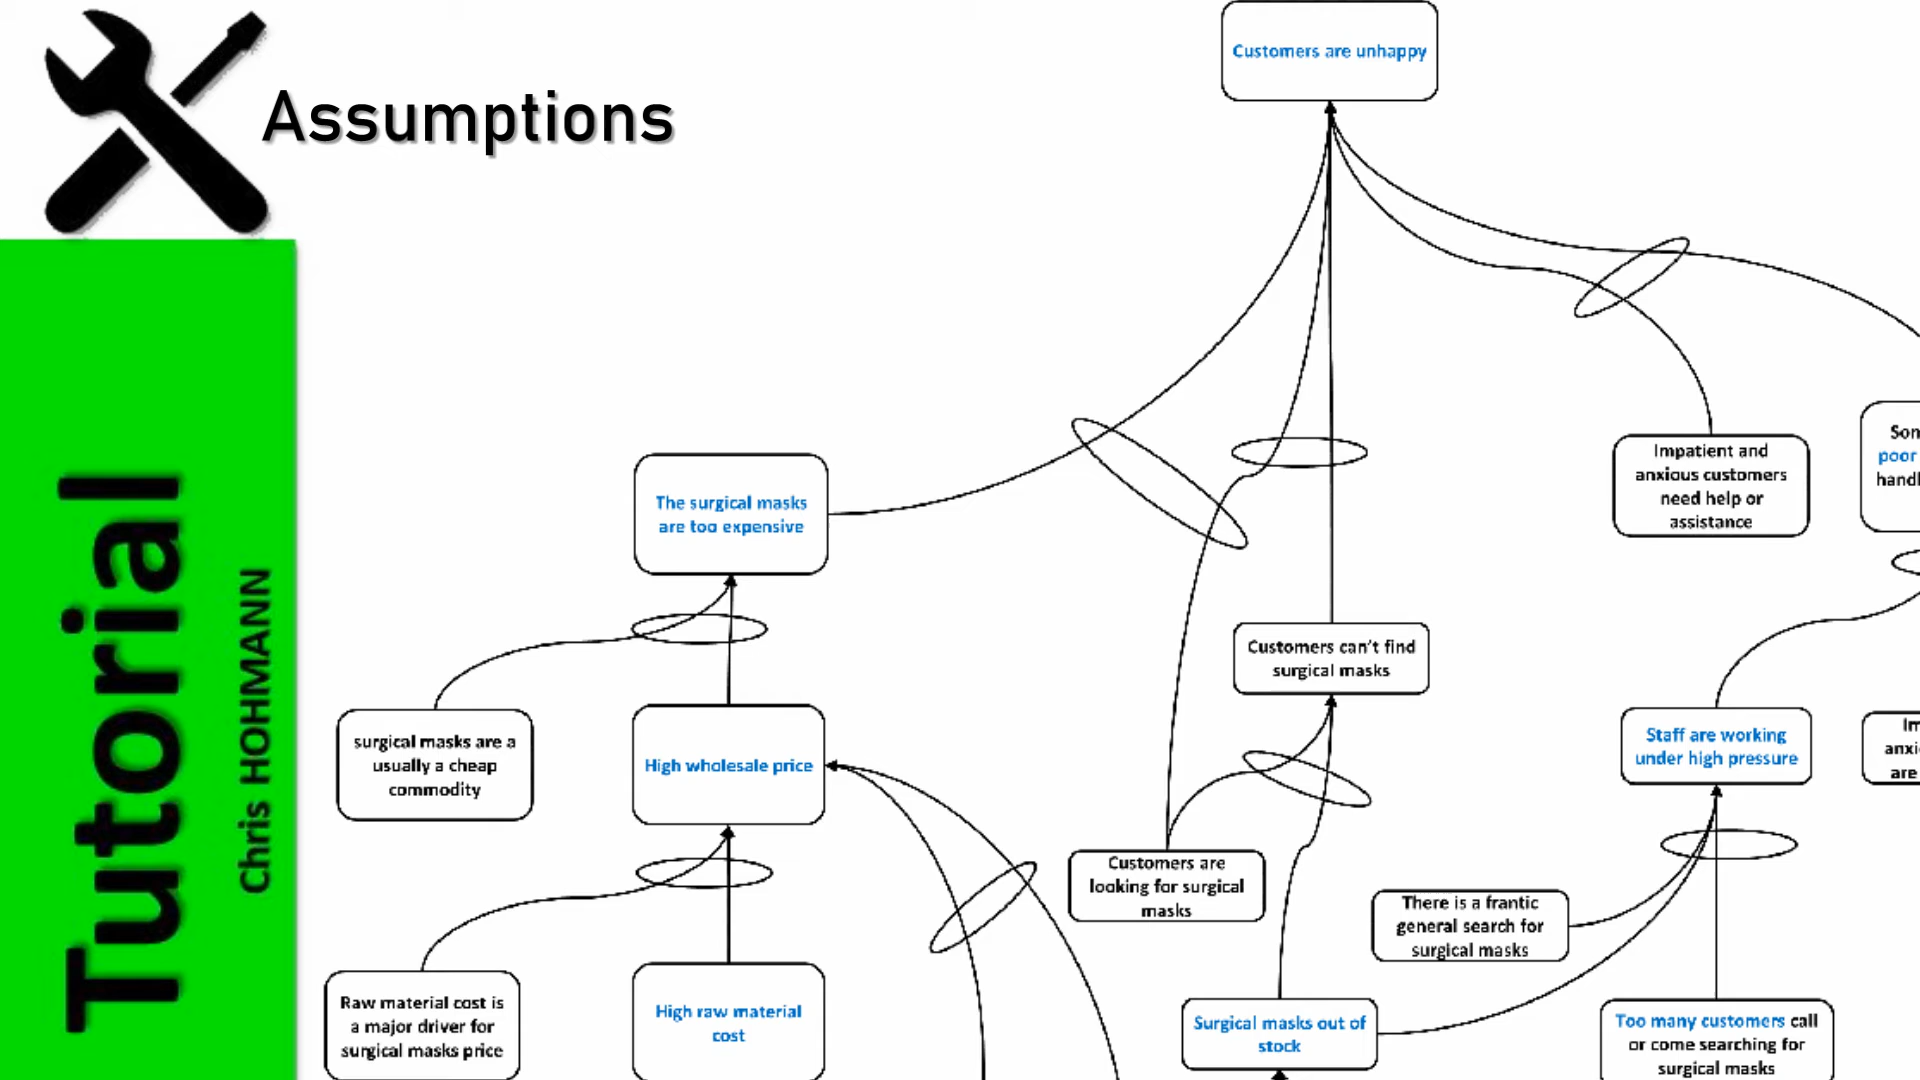 Assumptions
Tutorial
Chris HOHMANN
Customers are unhappy
The surgical masks
are too expensive
Impatient and
anxious customers
need help or
assistance
poor
Customers can't find
surgical masks
surgical masks are a
usually a cheap
commodity
High wholesale price
Staff are working
under high pressure
are
Customers are
looking for surgical
masks
There is a frantic
general search for
surgical masks
Raw material cost is
a major driver for
surgical masks price
High raw material
cost
Surgical masks out of
stock
Too many customers call
or come searching for
surgical masks